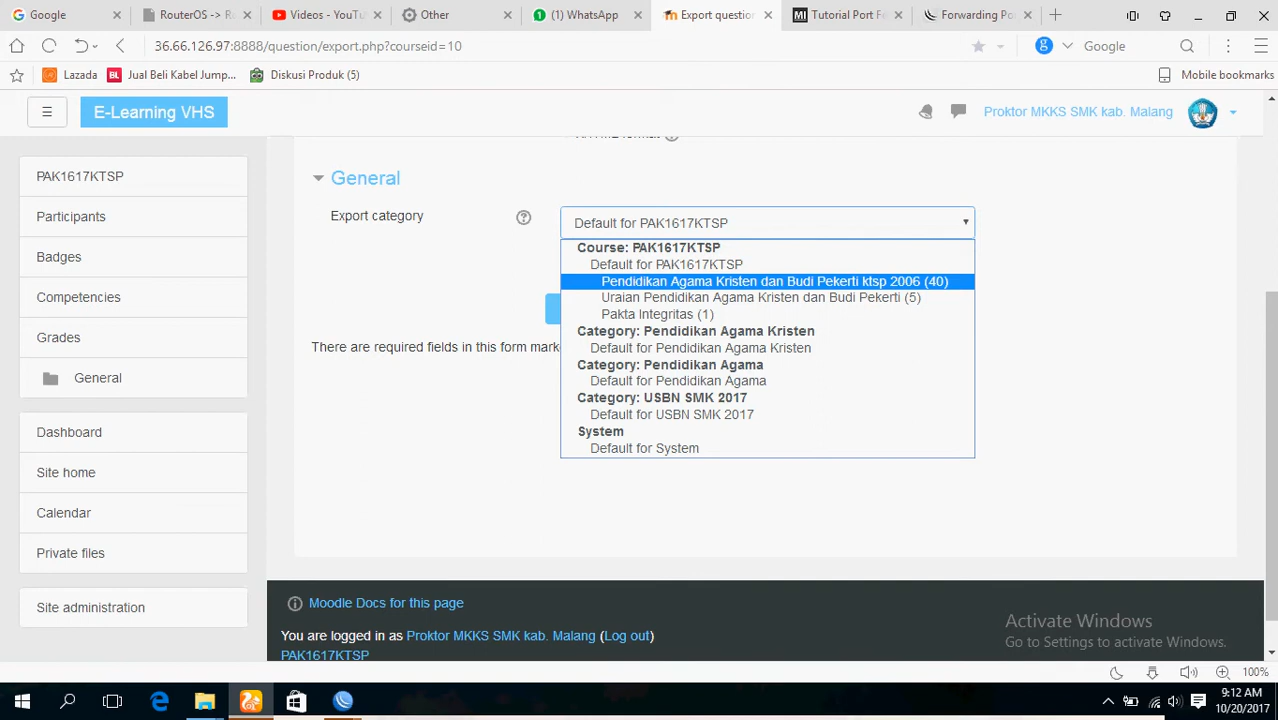 Google
RouterOS -> R
Videos - YouTu
Other
(1) WhatsApp
Export question
Tutorial Port Fo
Forwarding Po
36.66.126.97:8888/question/export.php?courseid=10
Google
Lazada
Jual Beli Kabel Jump...
Diskusi Produk (5)
Mobile bookmarks
E-Learning VHS
Proktor MKKS SMK kab. Malang
PAK1617KTSP
Participants
Badges
Competencies
Grades
General
Dashboard
Site home
Calendar
Private files
Site administration
General
Export category
Default for PAK1617KTSP
Course: PAK1617KTSP
Default for PAK1617KTSP
Pendidikan Agama Kristen dan Budi Pekerti ktsp 2006 (40)
Uraian Pendidikan Agama Kristen dan Budi Pekerti (5)
Pakta Integritas (1)
Category: Pendidikan Agama Kristen
Default for Pendidikan Agama Kristen
Category: Pendidikan Agama
Default for Pendidikan Agama
Category: USBN SMK 2017
Default for USBN SMK 2017
System
Default for System
There are required fields in this form mark
Moodle Docs for this page
You are logged in as Proktor MKKS SMK kab. Malang (Log out)
PAK1617KTSP
Activate Windows
Go to Settings to activate Windows.
100%
9:12 AM
10/20/2017